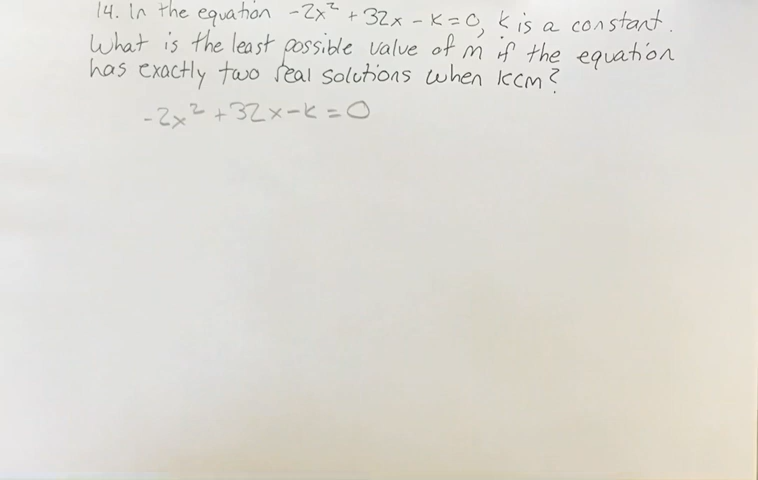 14. In the equation -2x² + 32x - k = 0, k is a constant.
What is the least possible value of m if the equation
has exactly two real solutions when k<m?
-2x² + 32x - k = 0